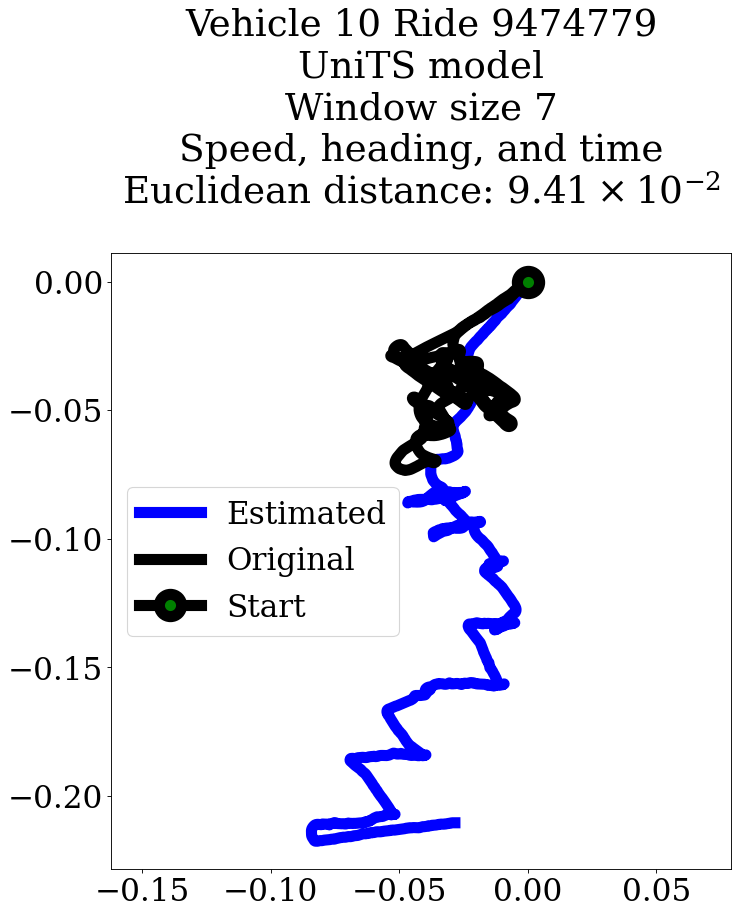 Vehicle 10 Ride 9474779
UniTS model
Window size 7
Speed, heading, and time
Euclidean distance: 9.41 × 10⁻²
0.00
−0.05
−0.10
−0.15
−0.20
Estimated
Original
Start
−0.15 −0.10 −0.05 0.00 0.05